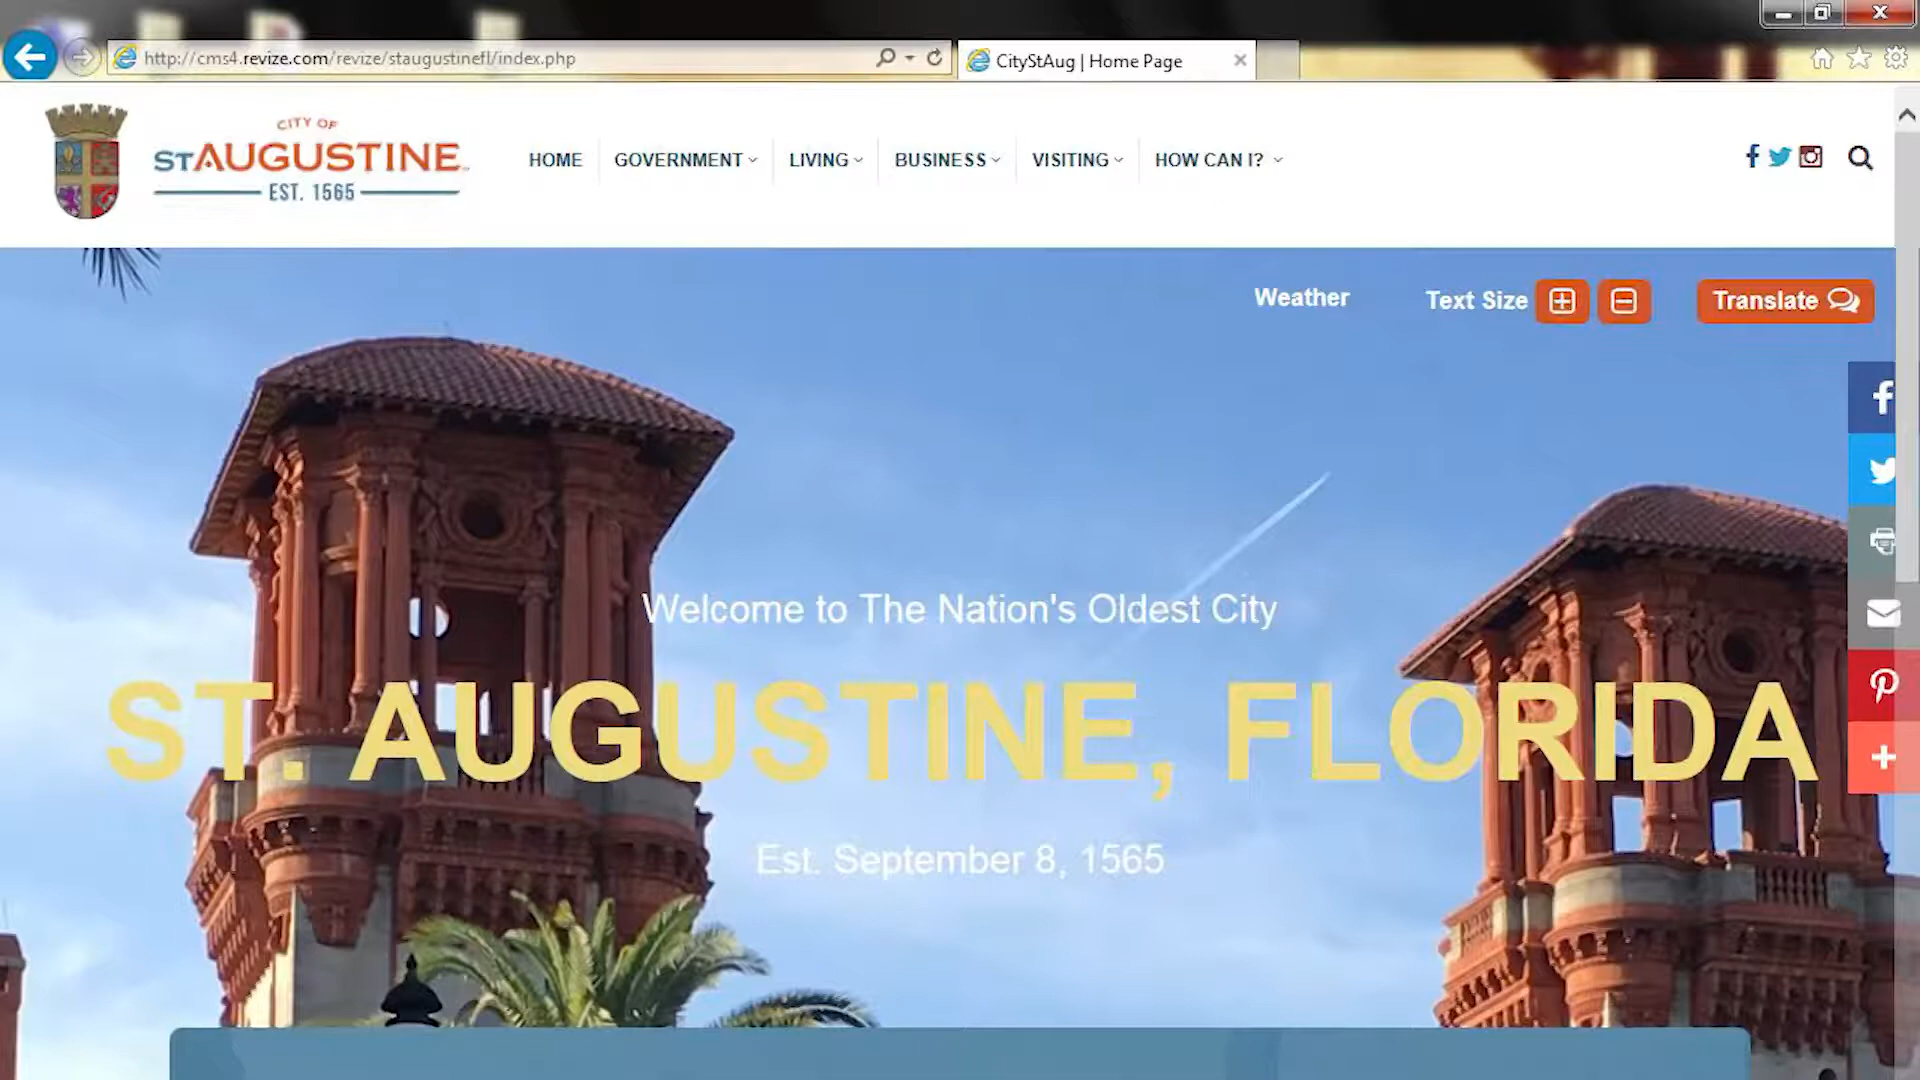 http://cms4.revize.com/revize/staugustinefl/index.php
CityStAug | Home Page
CITY OF
ST AUGUSTINE
EST. 1565
HOME
GOVERNMENT
LIVING
BUSINESS
VISITING
HOW CAN I?
Weather
Text Size
Translate
Welcome to The Nation's Oldest City
ST. AUGUSTINE, FLORIDA
Est. September 8, 1565